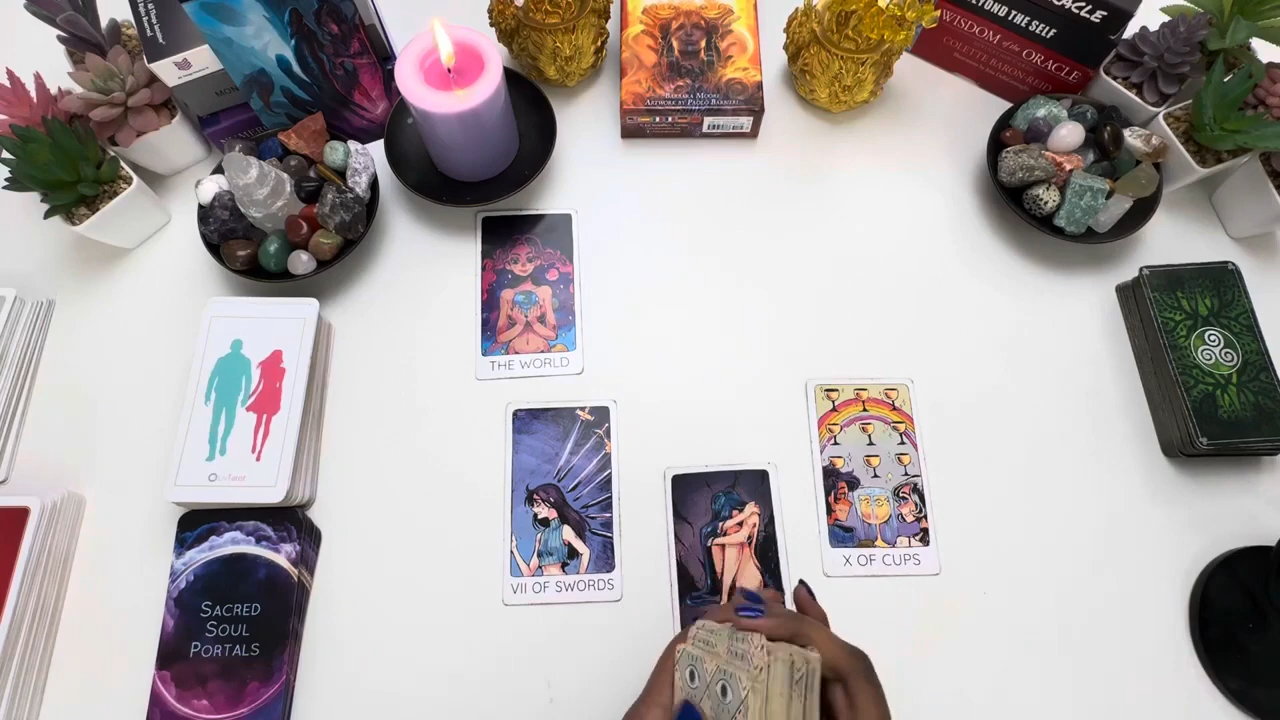 BARBARA MOORE
ARTWORK BY PAOLO BARBIERI
ORACLE
BEYOND THE SELF
WISDOM of the ORACLE
COLETTE BARON-REID
THE WORLD
VII OF SWORDS
X OF CUPS
SACRED
SOUL
PORTALS